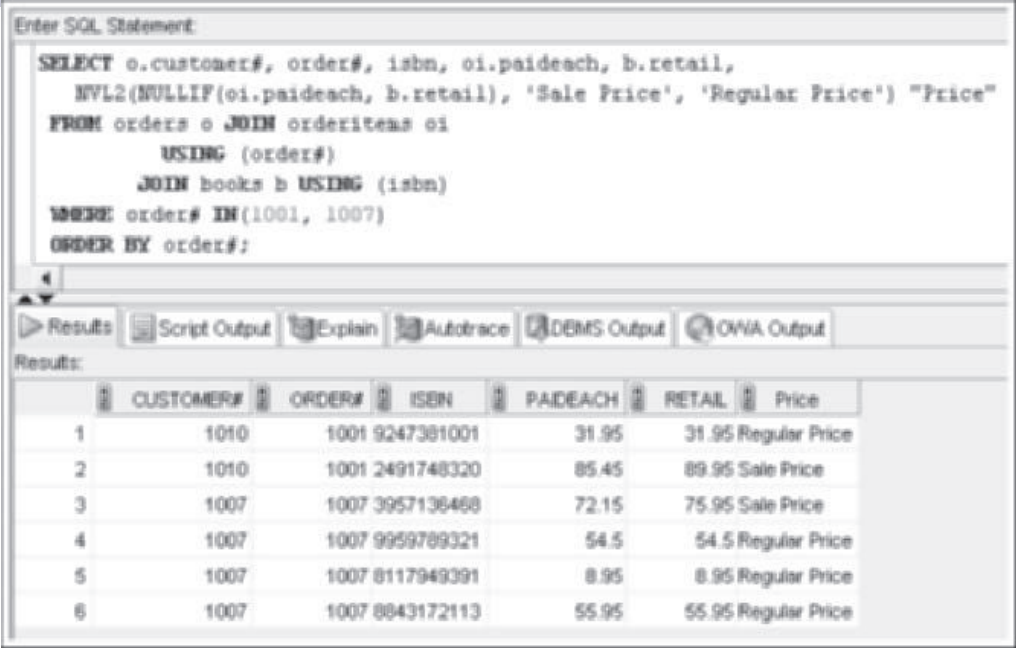 Enter SQL Statement:
SELECT o.customer#, order#, isbn, oi.paideach, b.retail,
NVL2(NULLIF(oi.paideach, b.retail), 'Sale Price', 'Regular Price') "Price"
FROM orders o JOIN orderitems oi
USING (order#)
JOIN books b USING (isbn)
WHERE order# IN(1001, 1007)
ORDER BY order#;
Results Script Output Explain Autotrace DBMS Output OWA Output
Results:
CUSTOMER# ORDER# ISBN PAIDEACH RETAIL Price
1 1010 1001 9247381001 31.95 31.95 Regular Price
2 1010 1001 2491748320 85.45 89.95 Sale Price
3 1007 1007 3957136468 72.15 75.95 Sale Price
4 1007 1007 9959789321 54.5 54.5 Regular Price
5 1007 1007 8117949391 8.95 8.95 Regular Price
6 1007 1007 8843172113 55.95 55.95 Regular Price